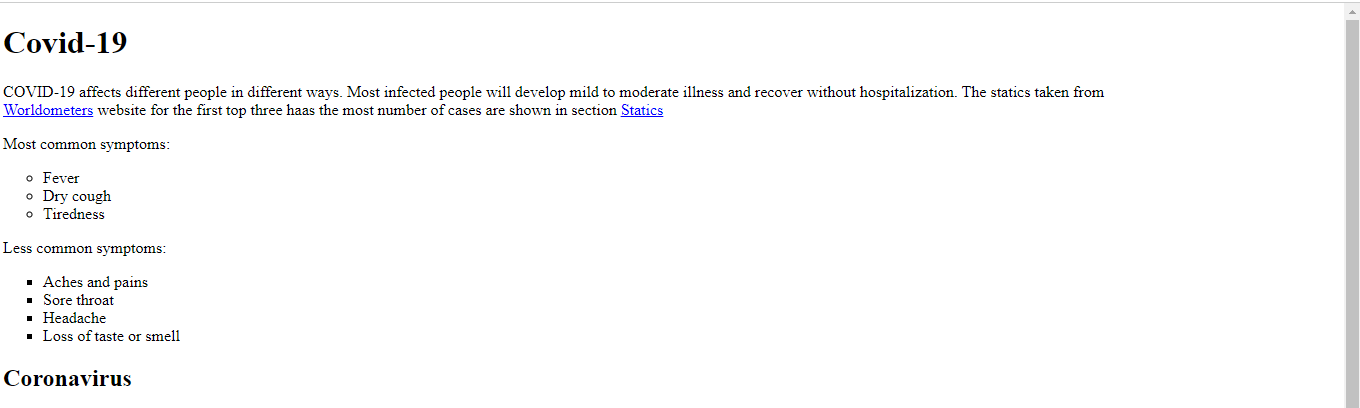 Covid-19
COVID-19 affects different people in different ways. Most infected people will develop mild to moderate illness and recover without hospitalization. The statics taken from
Worldometers website for the first top three haas the most number of cases are shown in section Statics
Most common symptoms:
Fever
Dry cough
Tiredness
Less common symptoms:
Aches and pains
Sore throat
Headache
Loss of taste or smell
Coronavirus